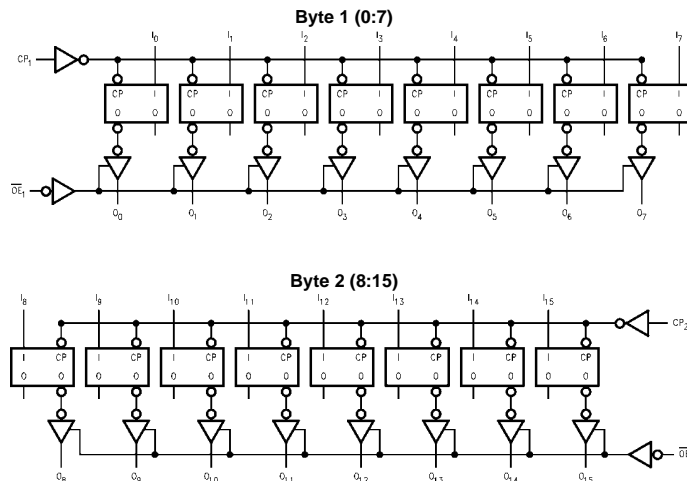 Byte 1 (0:7)
I0 I1 I2 I3 I4 I5 I6 I7
CP1
CP I CP I CP I CP I CP I CP I CP I CP I
O O O O O O O O O O O O O O O O
OE1
O0 O1 O2 O3 O4 O5 O6 O7
Byte 2 (8:15)
I8 I9 I10 I11 I12 I13 I14 I15
CP2
I CP I CP I CP I CP I CP I CP I CP I CP
O O O O O O O O O O O O O O O O
OE
O8 O9 O10 O11 O12 O13 O14 O15